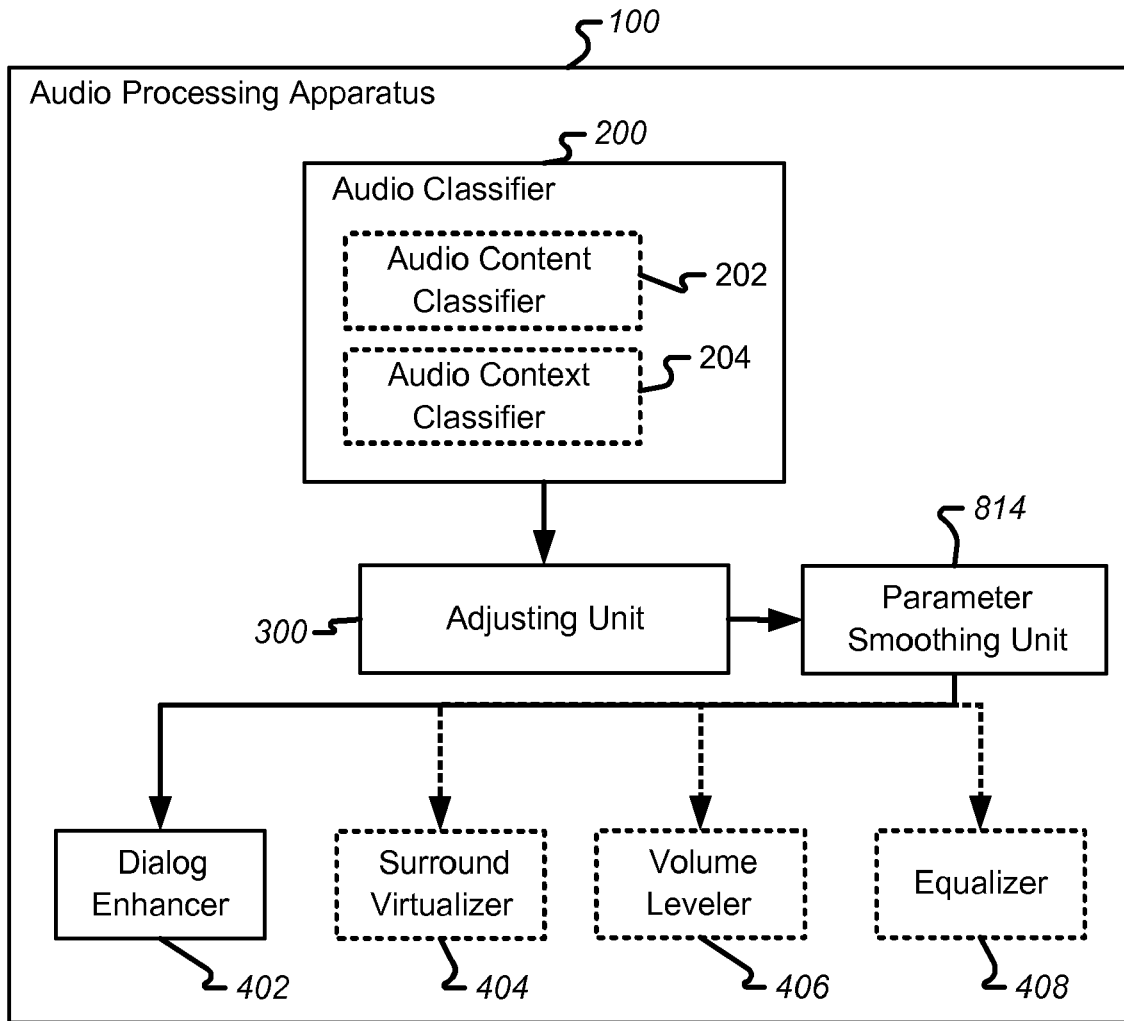 100
Audio Processing Apparatus
200
Audio Classifier
Audio Content
Classifier
202
Audio Context
Classifier
204
814
300
Adjusting Unit
Parameter
Smoothing Unit
Dialog
Enhancer
Surround
Virtualizer
Volume
Leveler
Equalizer
402
404
406
408